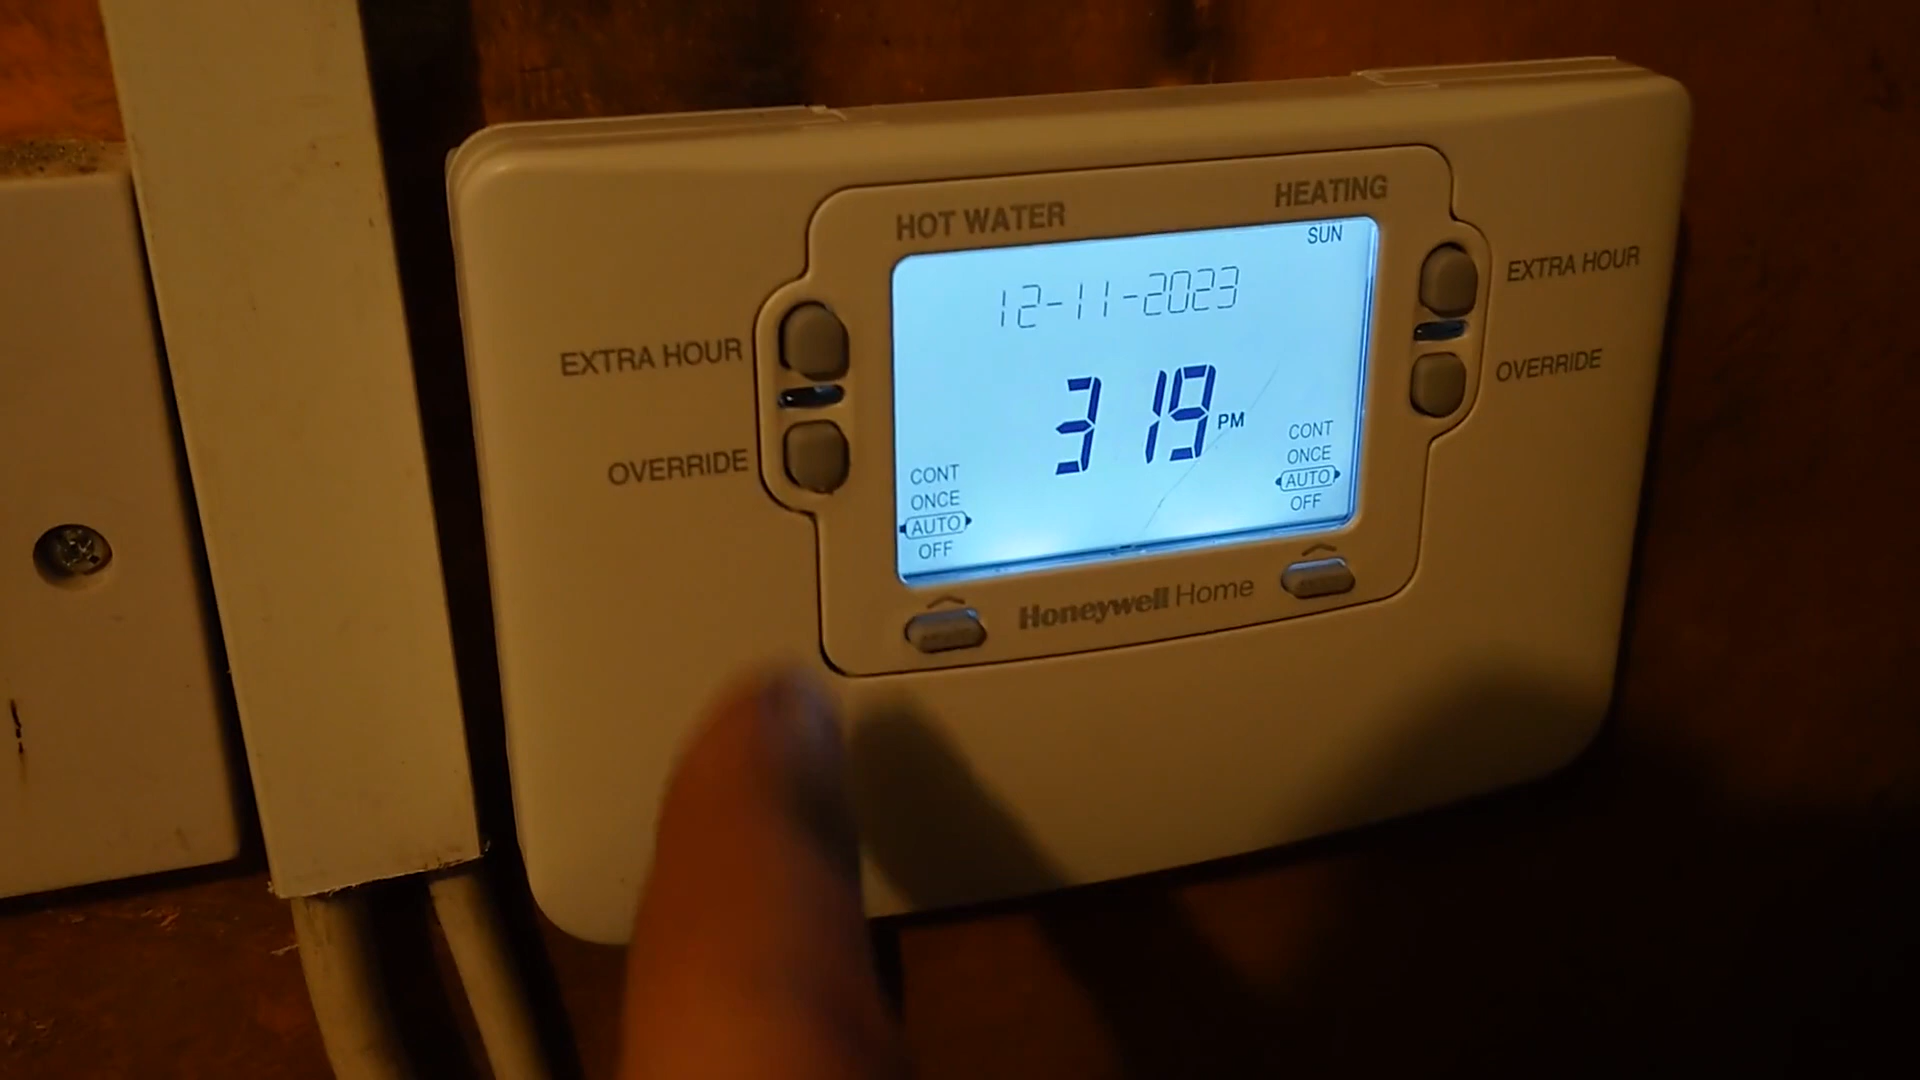 HOT WATER
HEATING
SUN
12-11-2023
EXTRA HOUR
EXTRA HOUR
OVERRIDE
OVERRIDE
3 19 PM
CONT
ONCE
AUTO
OFF
CONT
ONCE
AUTO
OFF
Honeywell Home